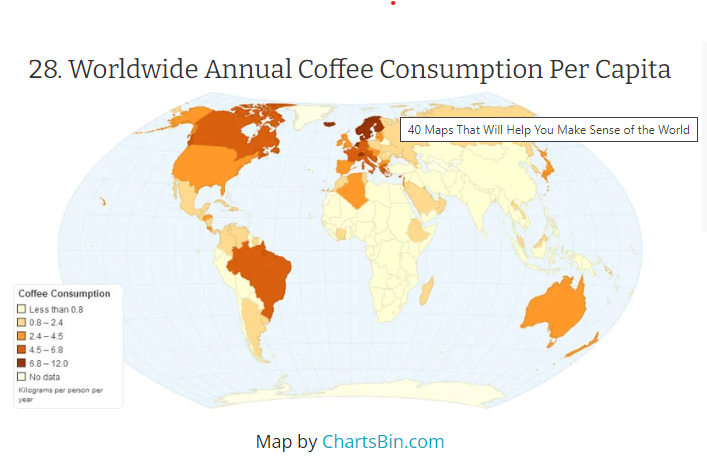 28. Worldwide Annual Coffee Consumption Per Capita
40 Maps That Will Help You Make Sense of the World
Coffee Consumption
Less than 0.8
0.8 – 2.4
2.4 – 4.5
4.5 – 6.8
6.8 – 12.0
No data
Kilograms per person per
year
Map by ChartsBin.com